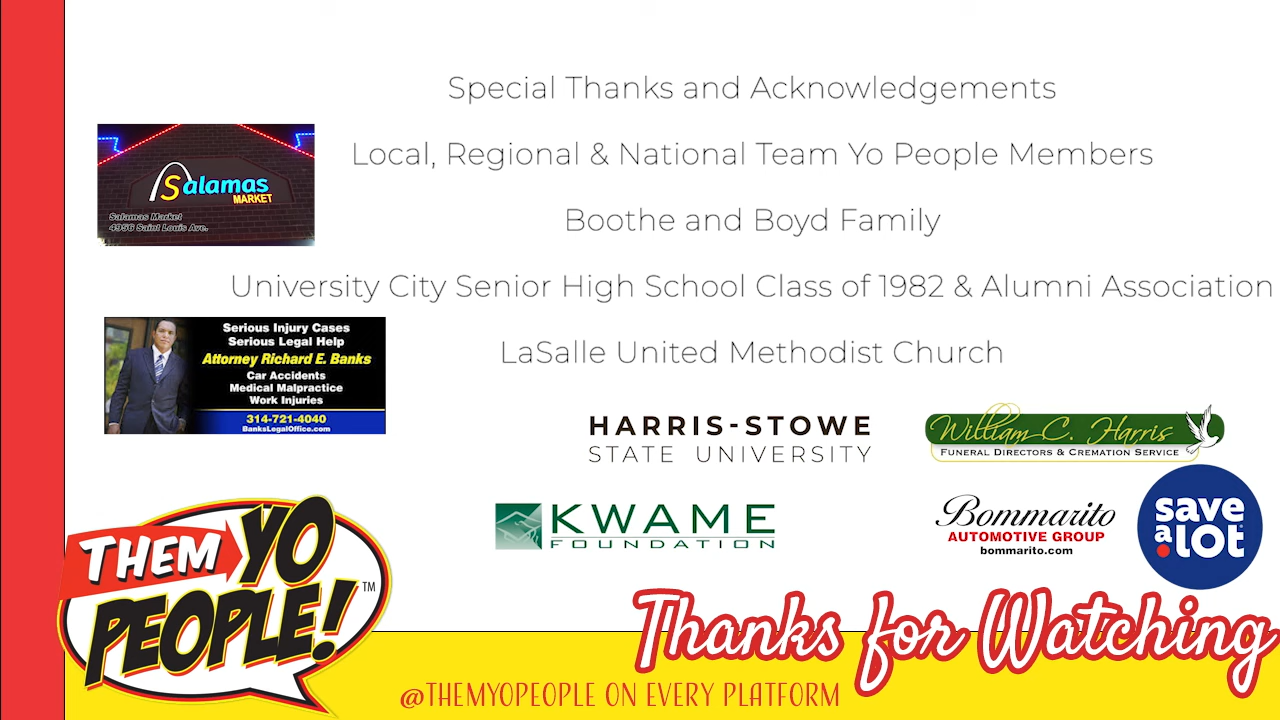 Special Thanks and Acknowledgements
Local, Regional & National Team Yo People Members
Salamas
MARKET
Salamas Market
4956 Saint Louis Ave.
Boothe and Boyd Family
University City Senior High School Class of 1982 & Alumni Association
Serious Injury Cases
Serious Legal Help
Attorney Richard E. Banks
Car Accidents
Medical Malpractice
Work Injuries
314-721-4040
BanksLegalOffice.com
LaSalle United Methodist Church
HARRIS-STOWE
STATE UNIVERSITY
William C. Harris
FUNERAL DIRECTORS & CREMATION SERVICE
KWAME
FOUNDATION
Bommarito
AUTOMOTIVE GROUP
bommarito.com
save
a.lot
THEM YO
PEOPLE!
TM
Thanks for Watching
@THEMYOPEOPLE ON EVERY PLATFORM